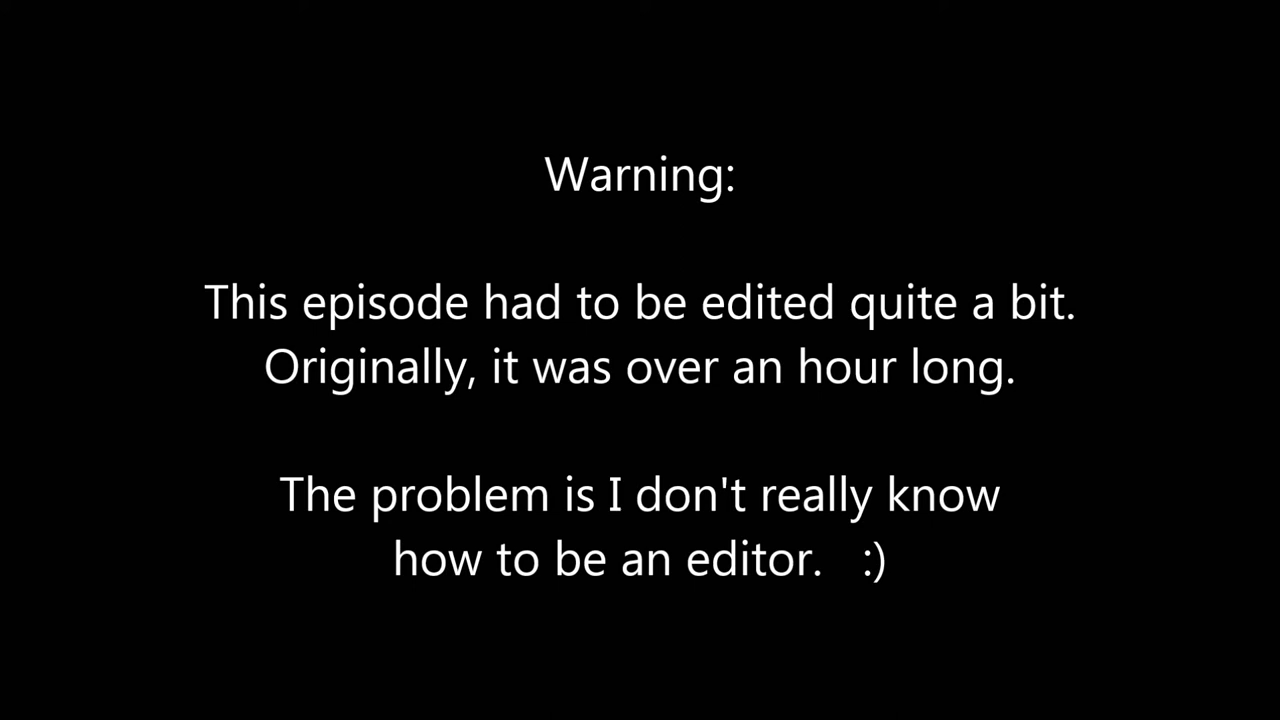 Warning:
This episode had to be edited quite a bit.
Originally, it was over an hour long.
The problem is I don't really know
how to be an editor.   :)